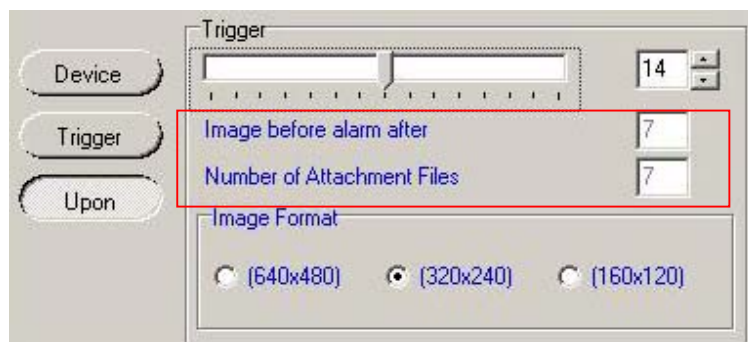 Trigger
14
Device
Trigger
Upon
Image before alarm after 7
Number of Attachment Files 7
Image Format
(640x480) (320x240) (160x120)